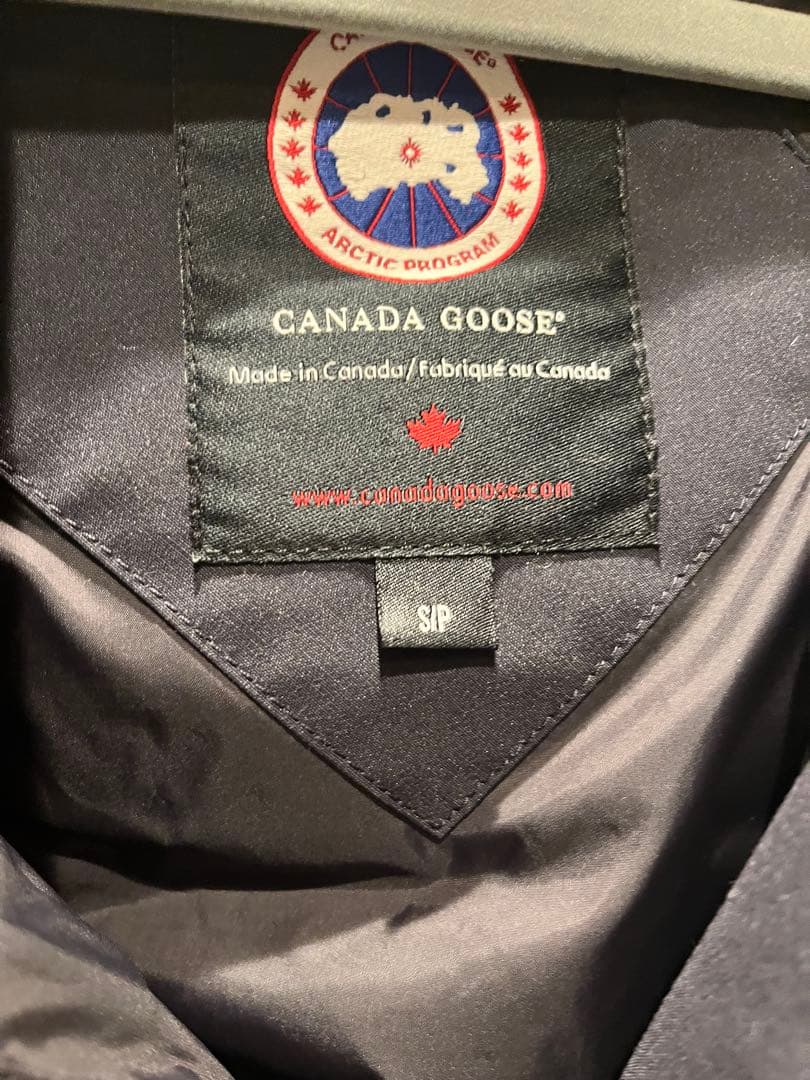 ARCTIC PROGRAM
CANADA GOOSE®
Made in Canada/Fabriqué au Canada
www.canadagoose.com
S/P